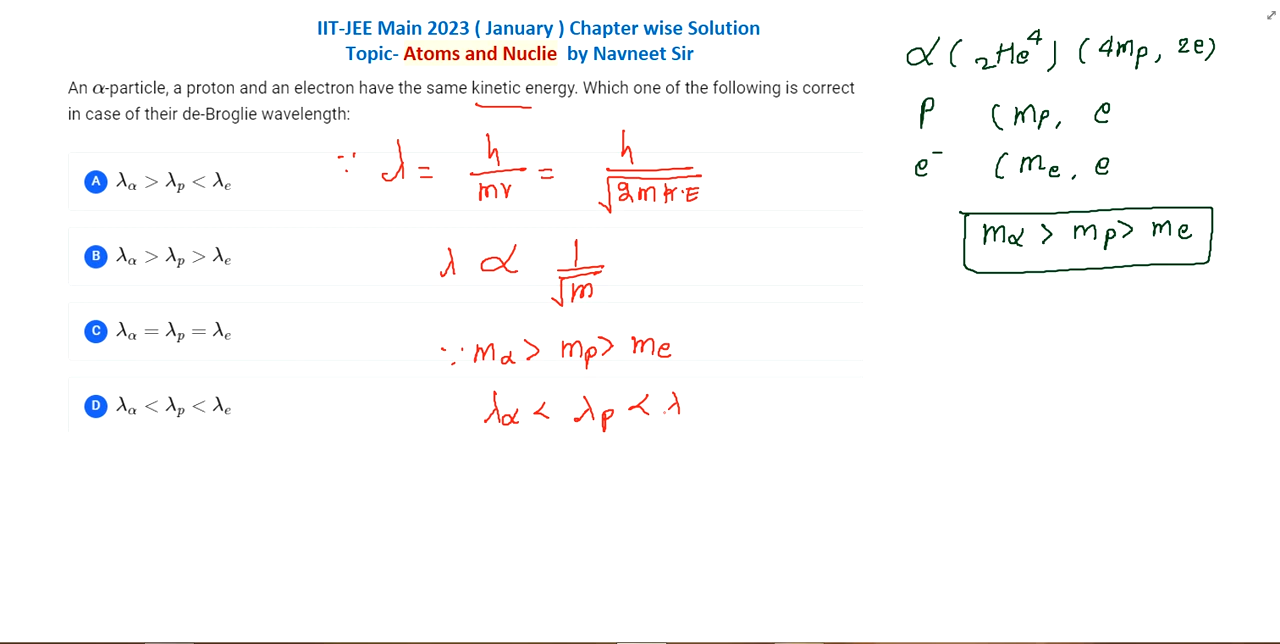 IIT-JEE Main 2023 ( January ) Chapter wise Solution
Topic- Atoms and Nuclie by Navneet Sir
An α-particle, a proton and an electron have the same kinetic energy. Which one of the following is correct
in case of their de-Broglie wavelength:
A λα > λp < λe
B λα > λp > λe
C λα = λp = λe
D λα < λp < λe
∵ λ = h/mv = h/√2m K·E
λ ∝ 1/√m
∵ mα > mp > me
λα < λp < λ
α (₂He⁴) (4mp, 2e)
P (mp, e
e⁻ (me, e
mα > mp > me